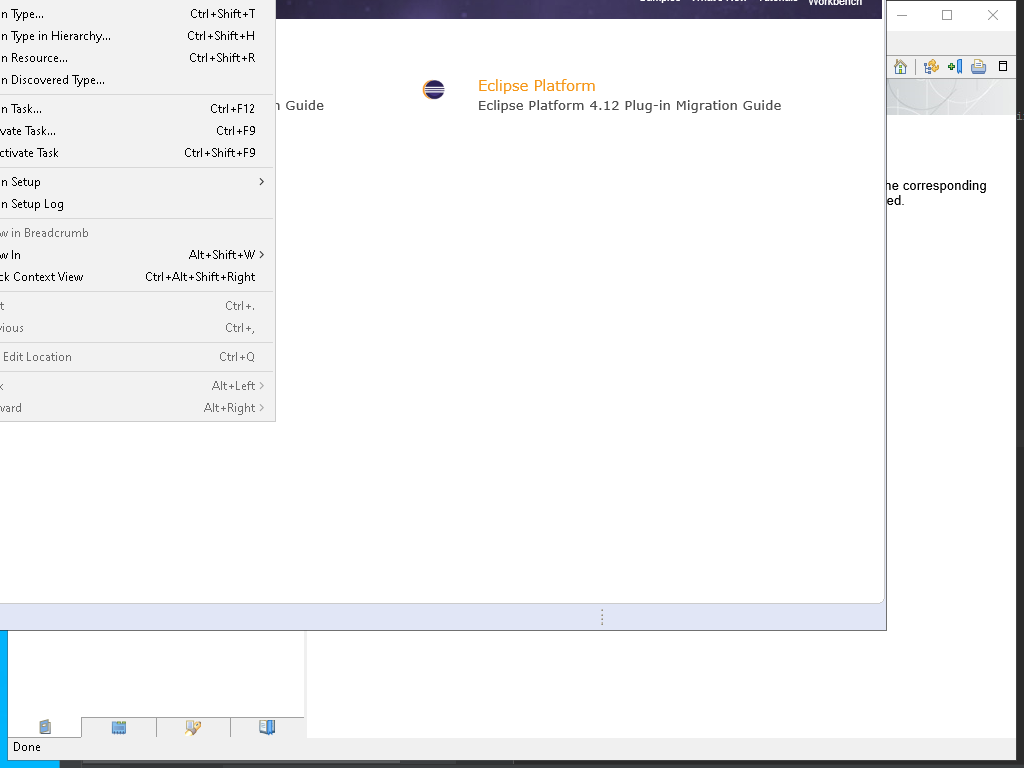 n Type... Ctrl+Shift+T
n Type in Hierarchy... Ctrl+Shift+H
n Resource... Ctrl+Shift+R
n Discovered Type...
n Task... Ctrl+F12
vate Task... Ctrl+F9
ctivate Task Ctrl+Shift+F9
n Setup
n Setup Log
w in Breadcrumb
w In Alt+Shift+W
ck Context View Ctrl+Alt+Shift+Right
t Ctrl+.
vious Ctrl+,
Edit Location Ctrl+Q
k Alt+Left
ward Alt+Right
Samples What's New Tutorials Workbench
n Guide
Eclipse Platform
Eclipse Platform 4.12 Plug-in Migration Guide
he corresponding
ed.
Done